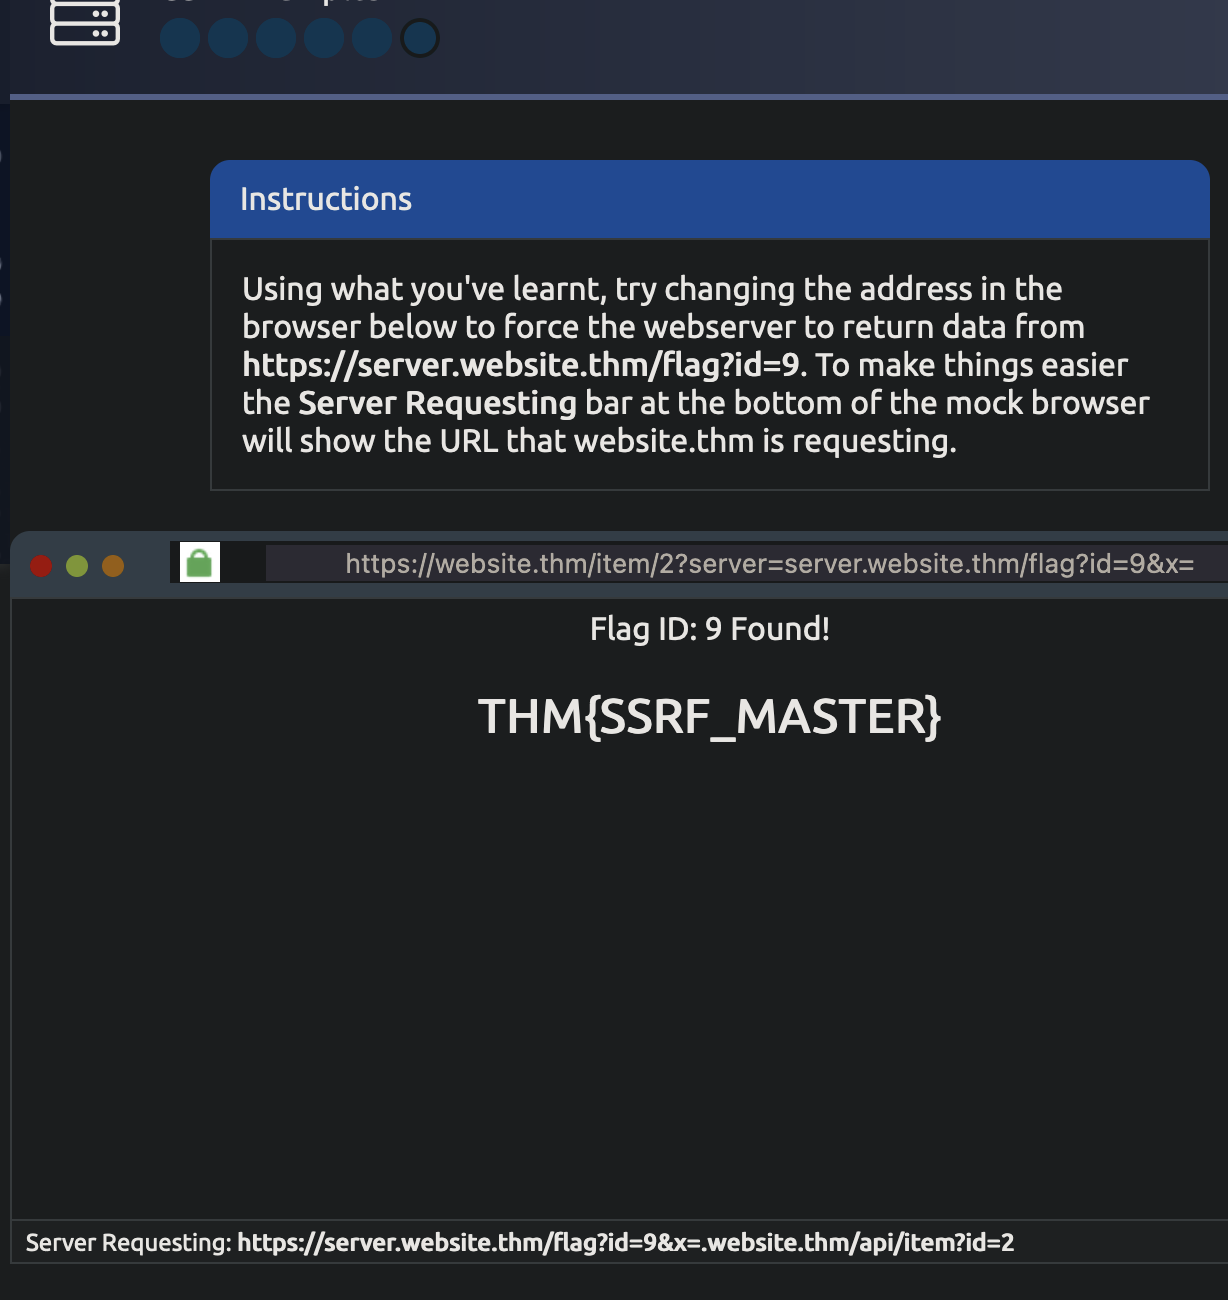 Instructions
Using what you've learnt, try changing the address in the
browser below to force the webserver to return data from
https://server.website.thm/flag?id=9. To make things easier
the Server Requesting bar at the bottom of the mock browser
will show the URL that website.thm is requesting.
https://website.thm/item/2?server=server.website.thm/flag?id=9&x=
Flag ID: 9 Found!
THM{SSRF_MASTER}
Server Requesting: https://server.website.thm/flag?id=9&x=.website.thm/api/item?id=2